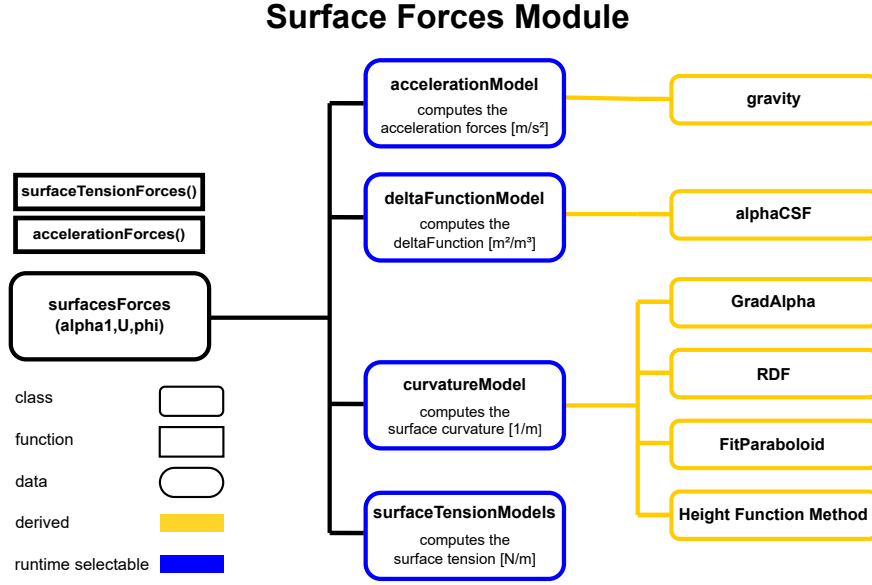 Surface Forces Module
surfaceTensionForces()
accelerationForces()
surfacesForces
(alpha1,U,phi)
class
function
data
derived
runtime selectable
accelerationModel
computes the
acceleration forces [m/s²]
deltaFunctionModel
computes the
deltaFunction [m²/m³]
curvatureModel
computes the
surface curvature [1/m]
surfaceTensionModels
computes the
surface tension [N/m]
gravity
alphaCSF
GradAlpha
RDF
FitParaboloid
Height Function Method